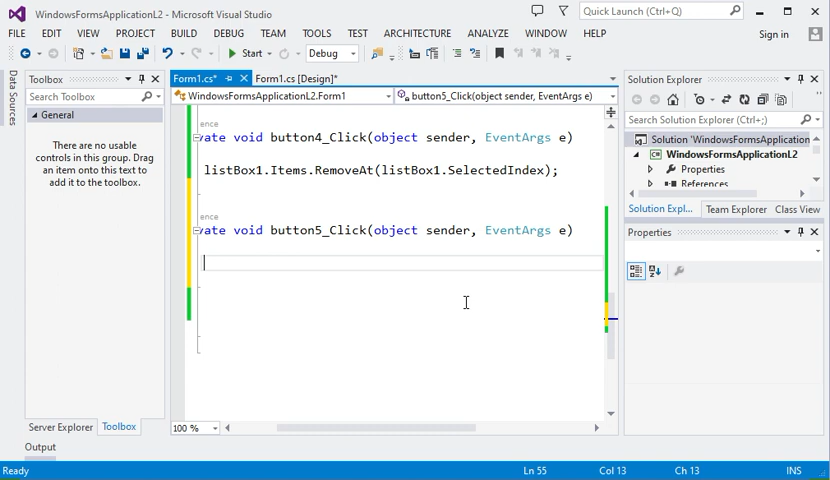 WindowsFormsApplicationL2 - Microsoft Visual Studio
Quick Launch (Ctrl+Q)
FILE EDIT VIEW PROJECT BUILD DEBUG TEAM TOOLS TEST ARCHITECTURE ANALYZE WINDOW HELP
Sign in
Start
Debug
Data Sources
Toolbox
Search Toolbox
General
There are no usable
controls in this group. Drag
an item onto this text to
add it to the toolbox.
Server Explorer
Toolbox
Form1.cs*
Form1.cs [Design]*
WindowsFormsApplicationL2.Form1
button5_Click(object sender, EventArgs e)
ence
vate void button4_Click(object sender, EventArgs e)
listBox1.Items.RemoveAt(listBox1.SelectedIndex);
ence
vate void button5_Click(object sender, EventArgs e)
100 %
Solution Explorer
Search Solution Explorer (Ctrl+;)
Solution 'WindowsFormsApplication
WindowsFormsApplicationL2
Properties
References
Solution Expl...
Team Explorer
Class View
Properties
Output
Ready
Ln 55
Col 13
Ch 13
INS